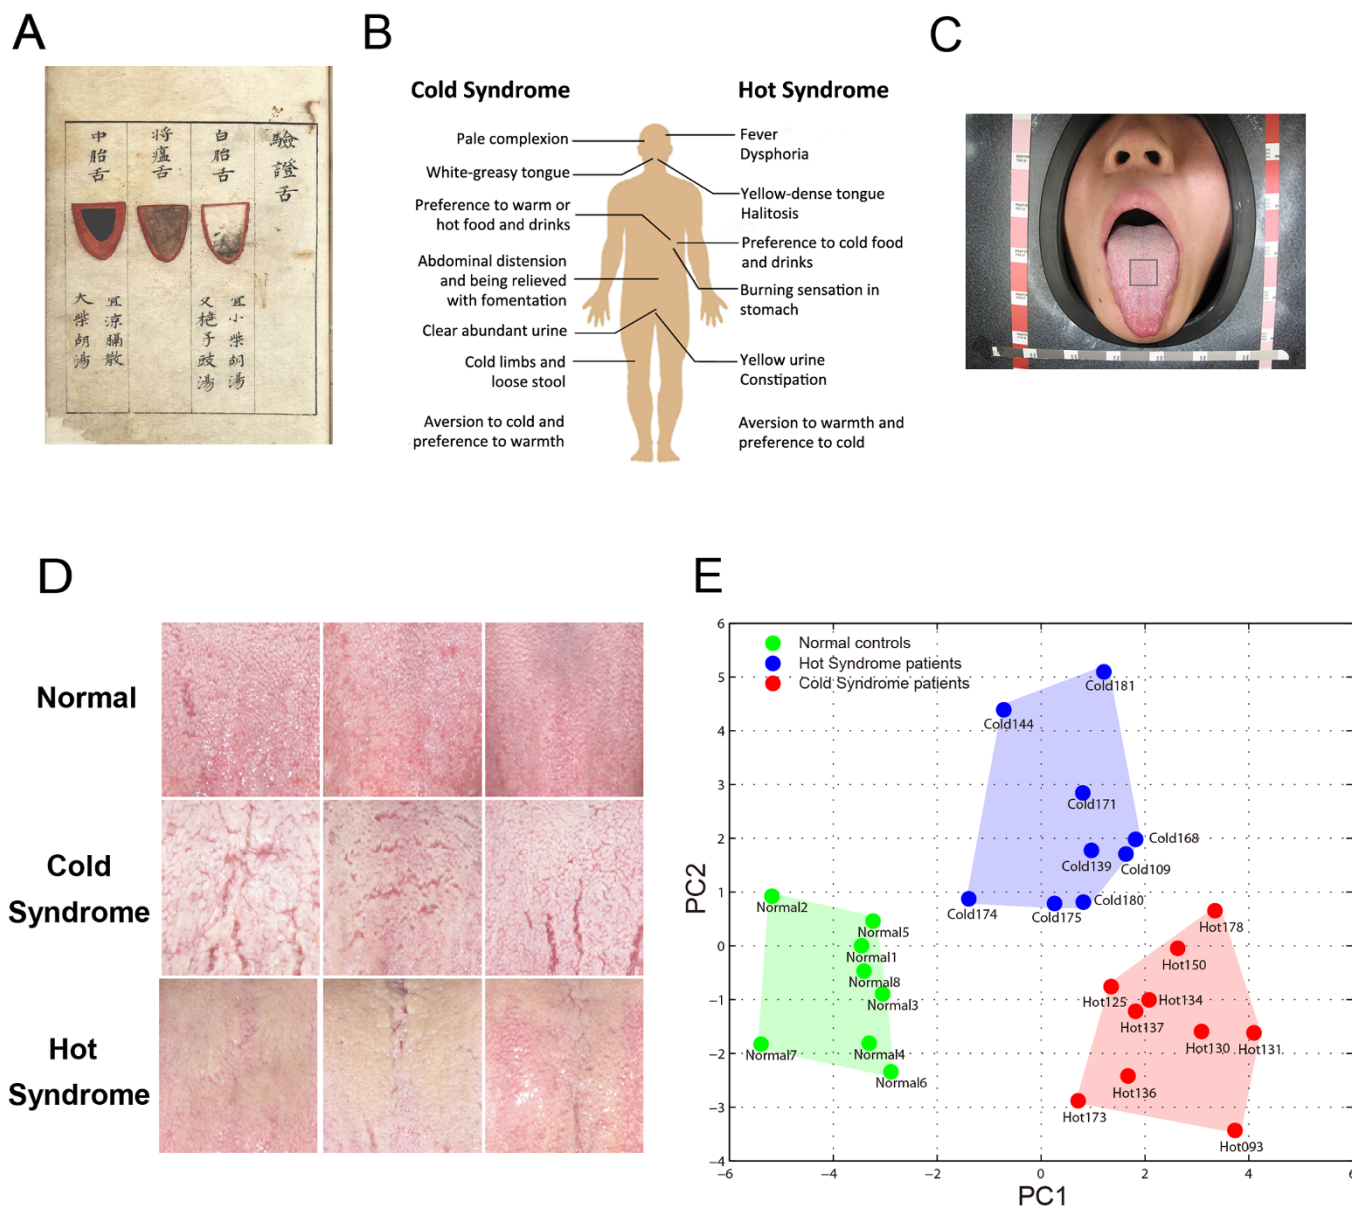 A
驗證舌
白胎舌
宜小柴胡湯
又梔子豉湯
将瘟舌
中胎舌
宜涼膈散
大柴胡湯
B
Cold Syndrome
Pale complexion
White-greasy tongue
Preference to warm or
hot food and drinks
Abdominal distension
and being relieved
with fomentation
Clear abundant urine
Cold limbs and
loose stool
Aversion to cold and
preference to warmth
Hot Syndrome
Fever
Dysphoria
Yellow-dense tongue
Halitosis
Preference to cold food
and drinks
Burning sensation in
stomach
Yellow urine
Constipation
Aversion to warmth and
preference to cold
C
D
Normal
Cold
Syndrome
Hot
Syndrome
E
Normal controls
Hot Syndrome patients
Cold Syndrome patients
PC2
6
5
4
3
2
1
0
−1
−2
−3
−4
Cold181
Cold144
Cold171
Cold168
Cold139
Cold109
Cold174
Cold175
Cold180
Normal2
Normal5
Normal1
Normal8
Normal3
Normal7
Normal4
Normal6
Hot178
Hot150
Hot125
Hot134
Hot137
Hot130
Hot131
Hot136
Hot173
Hot093
−6
−4
−2
0
2
4
6
PC1